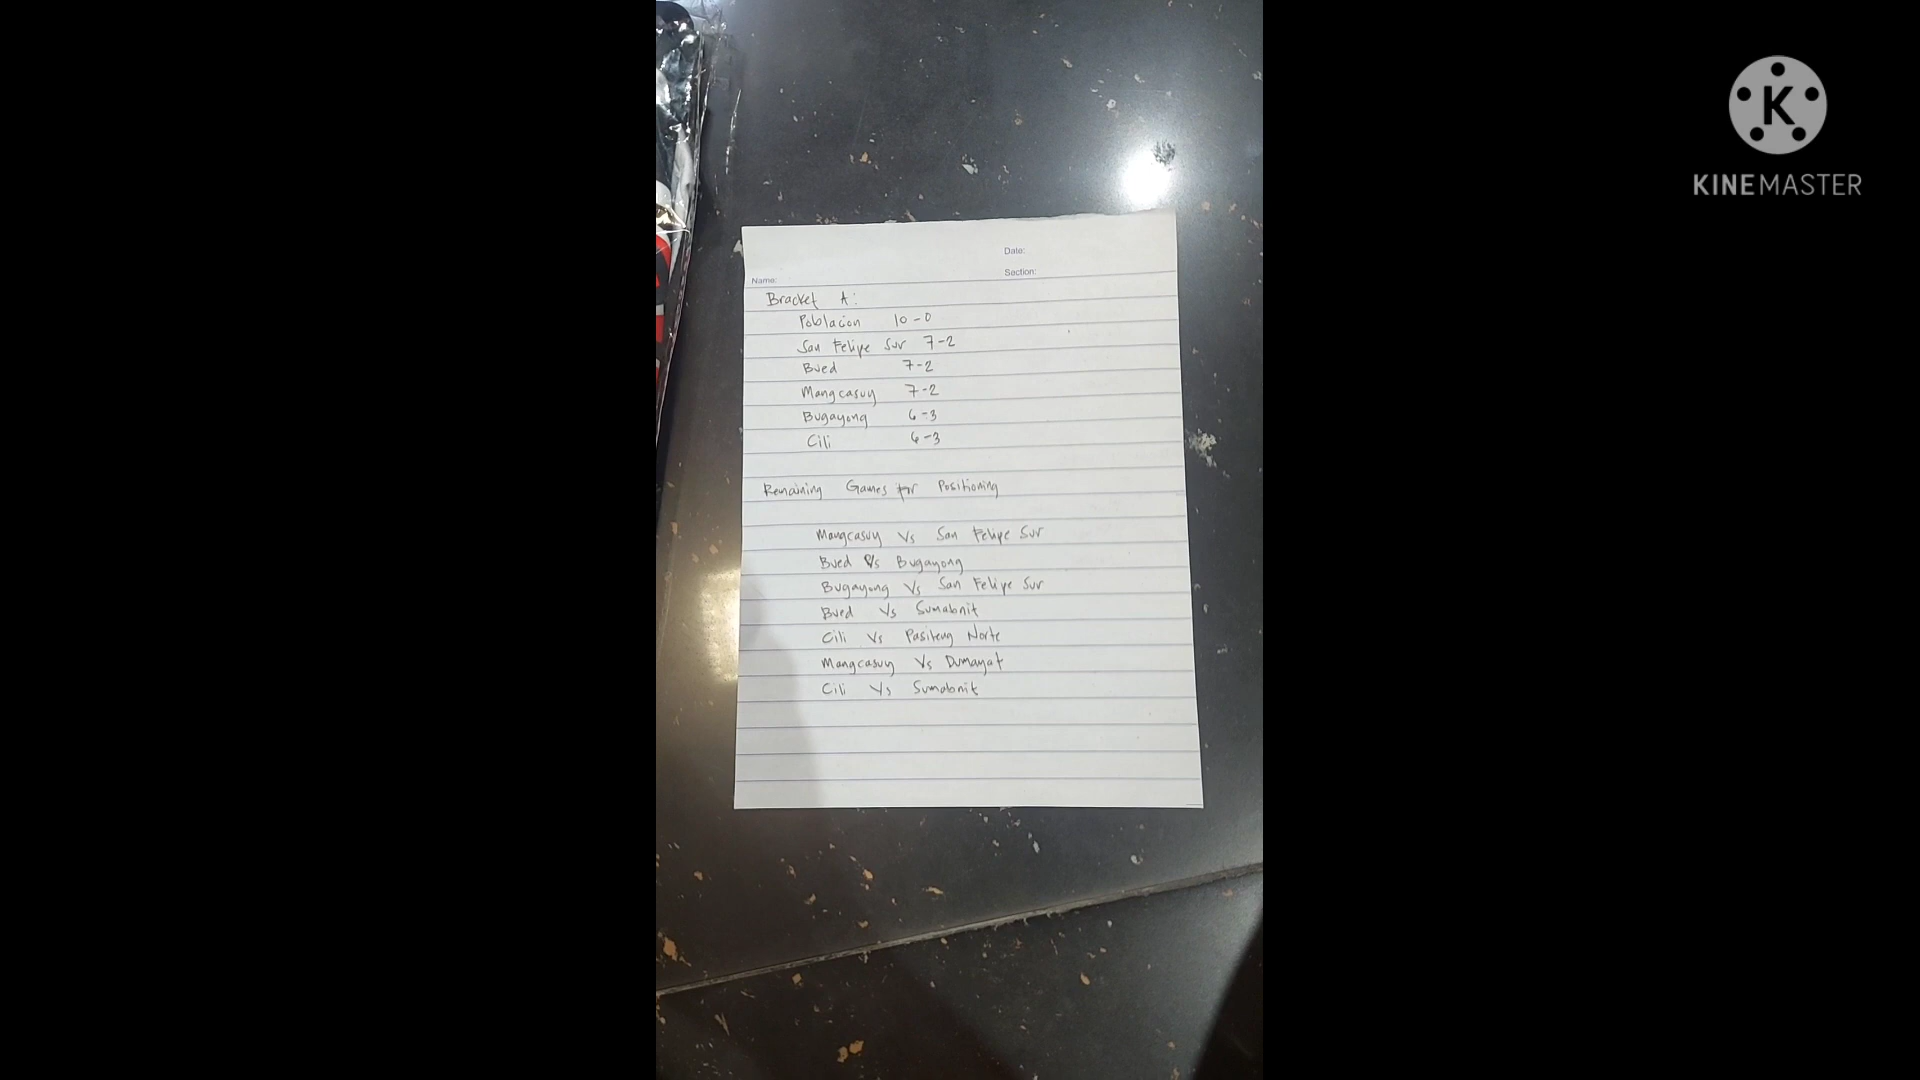 KINEMASTER
Date:
Section:
Name:
Bracket A:
Poblacion 10-0
San Felipe Sur 7-2
Bued 7-2
Mangcasuy 7-2
Bugayong 6-3
Cili 6-3
Remaining Games for Positioning
Mangcasuy Vs San Felipe Sur
Bued Vs Bugayong
Bugayong Vs San Felipe Sur
Bued Vs Sumabnit
Cili Vs Pasileng Norte
Mangcasuy Vs Dumayat
Cili Vs Sumabnit